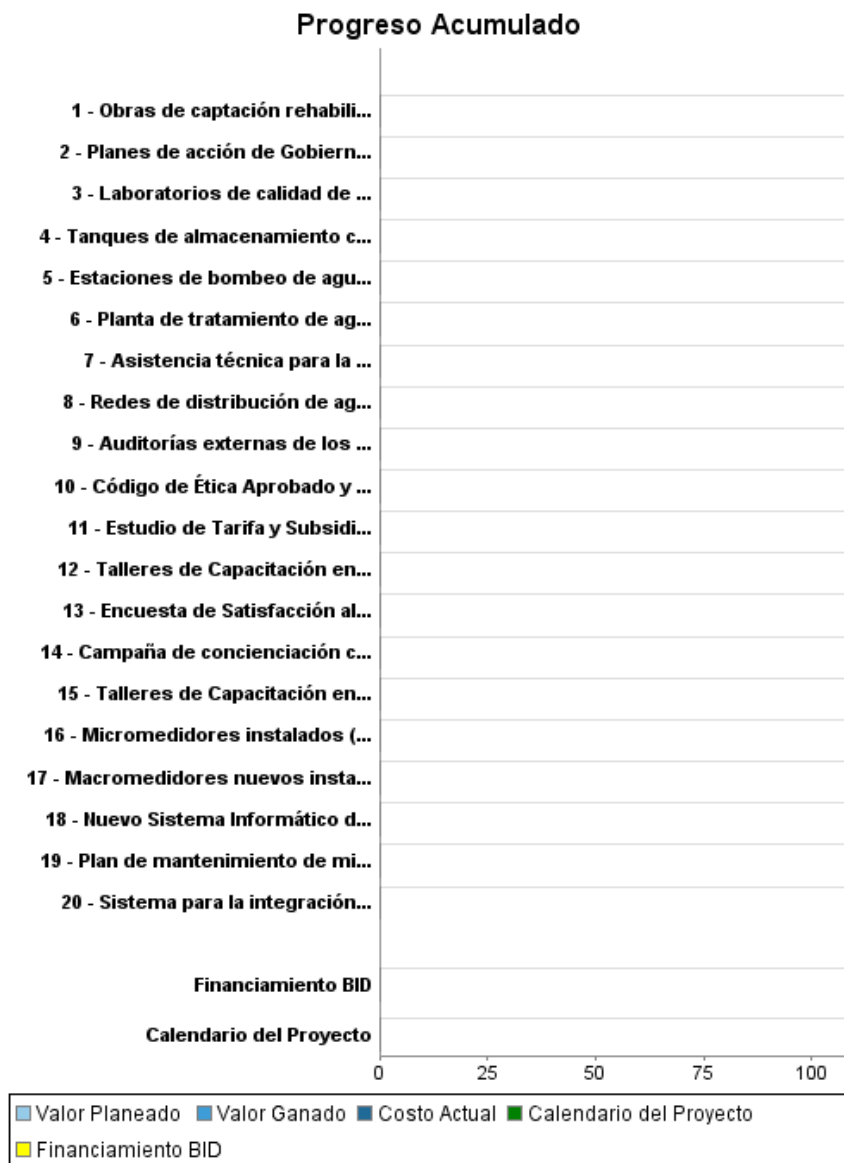 Progreso Acumulado
1 - Obras de captación rehabili...
2 - Planes de acción de Gobiern...
3 - Laboratorios de calidad de ...
4 - Tanques de almacenamiento c...
5 - Estaciones de bombeo de agu...
6 - Planta de tratamiento de ag...
7 - Asistencia técnica para la ...
8 - Redes de distribución de ag...
9 - Auditorías externas de los ...
10 - Código de Ética Aprobado y ...
11 - Estudio de Tarifa y Subsidi...
12 - Talleres de Capacitación en...
13 - Encuesta de Satisfacción al...
14 - Campaña de concienciación c...
15 - Talleres de Capacitación en...
16 - Micromedidores instalados (...
17 - Macromedidores nuevos insta...
18 - Nuevo Sistema Informático d...
19 - Plan de mantenimiento de mi...
20 - Sistema para la integración...
Financiamiento BID
Calendario del Proyecto
0 25 50 75 100
Valor Planeado Valor Ganado Costo Actual Calendario del Proyecto
Financiamiento BID